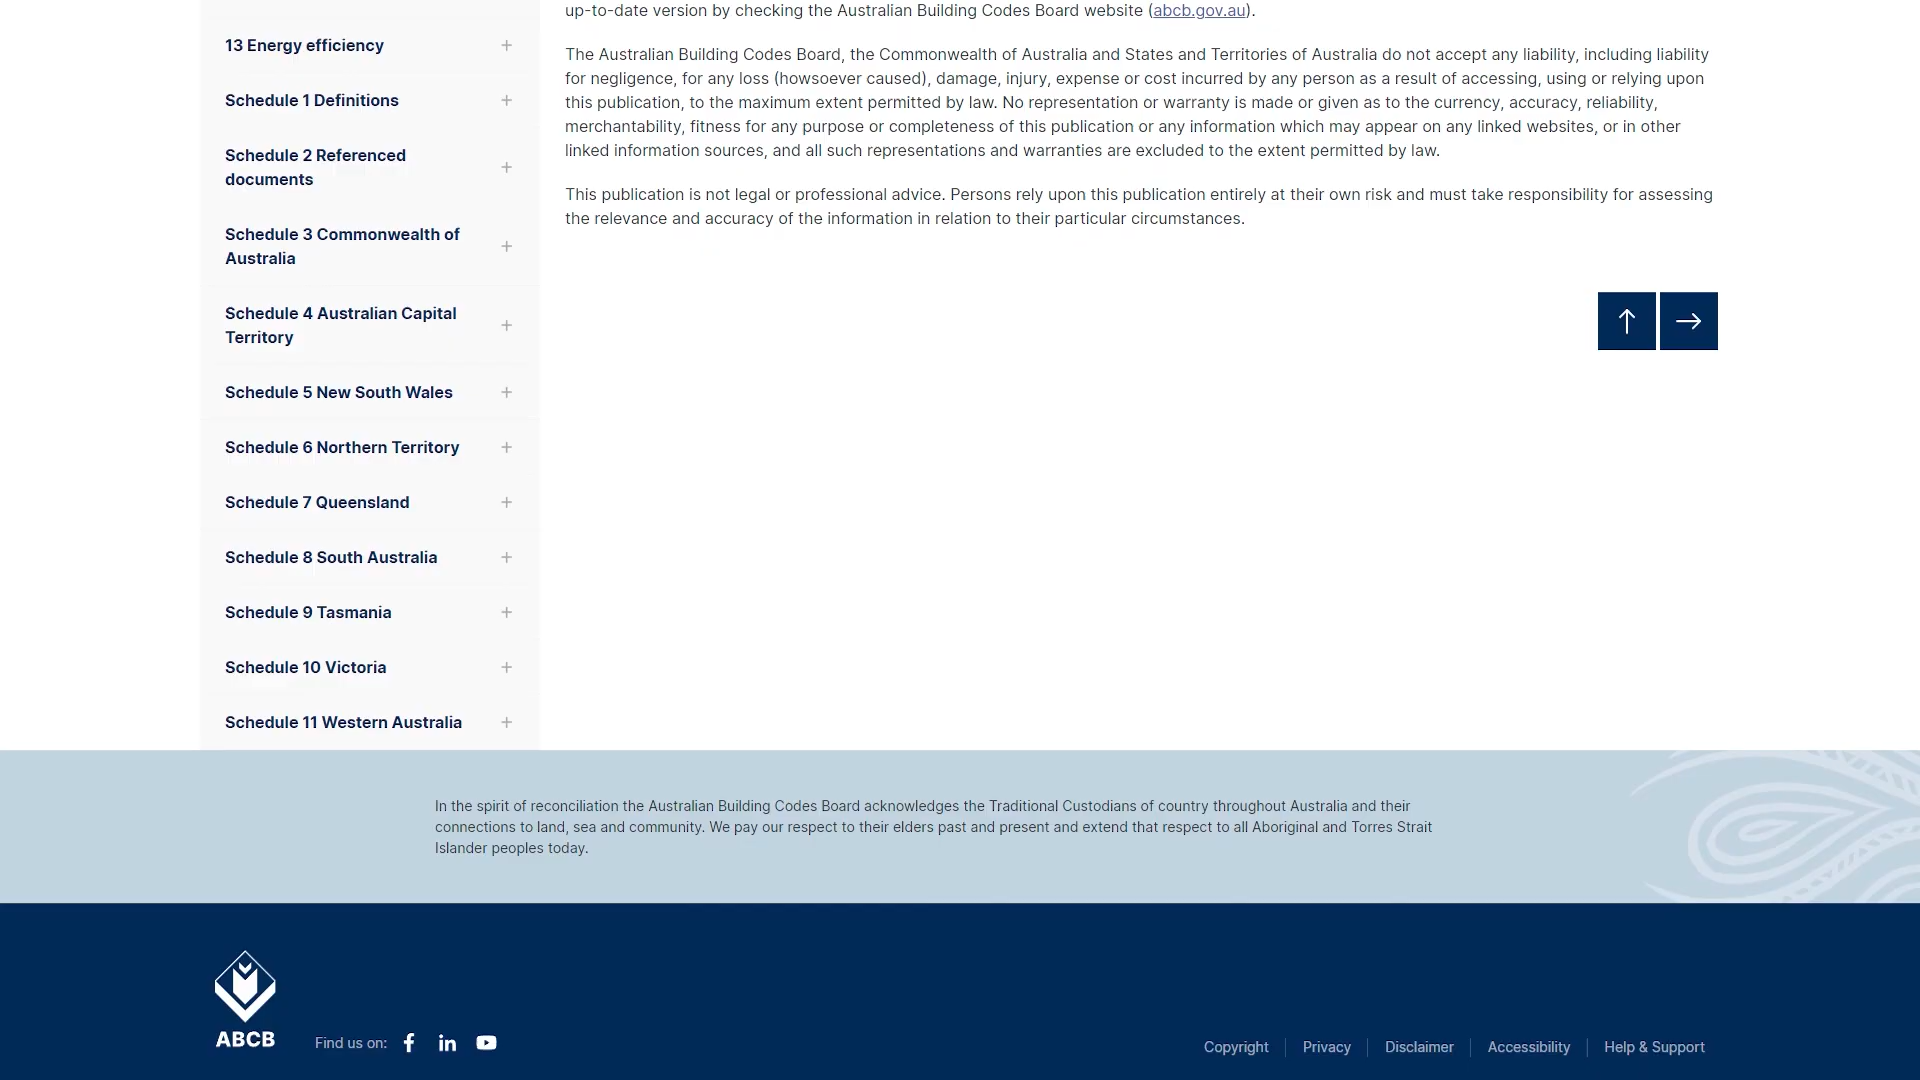 13 Energy efficiency
Schedule 1 Definitions
Schedule 2 Referenced
documents
Schedule 3 Commonwealth of
Australia
Schedule 4 Australian Capital
Territory
Schedule 5 New South Wales
Schedule 6 Northern Territory
Schedule 7 Queensland
Schedule 8 South Australia
Schedule 9 Tasmania
Schedule 10 Victoria
Schedule 11 Western Australia
up-to-date version by checking the Australian Building Codes Board website (abcb.gov.au).
The Australian Building Codes Board, the Commonwealth of Australia and States and Territories of Australia do not accept any liability, including liability
for negligence, for any loss (howsoever caused), damage, injury, expense or cost incurred by any person as a result of accessing, using or relying upon
this publication, to the maximum extent permitted by law. No representation or warranty is made or given as to the currency, accuracy, reliability,
merchantability, fitness for any purpose or completeness of this publication or any information which may appear on any linked websites, or in other
linked information sources, and all such representations and warranties are excluded to the extent permitted by law.
This publication is not legal or professional advice. Persons rely upon this publication entirely at their own risk and must take responsibility for assessing
the relevance and accuracy of the information in relation to their particular circumstances.
In the spirit of reconciliation the Australian Building Codes Board acknowledges the Traditional Custodians of country throughout Australia and their
connections to land, sea and community. We pay our respect to their elders past and present and extend that respect to all Aboriginal and Torres Strait
Islander peoples today.
ABCB
Find us on:
Copyright
Privacy
Disclaimer
Accessibility
Help & Support